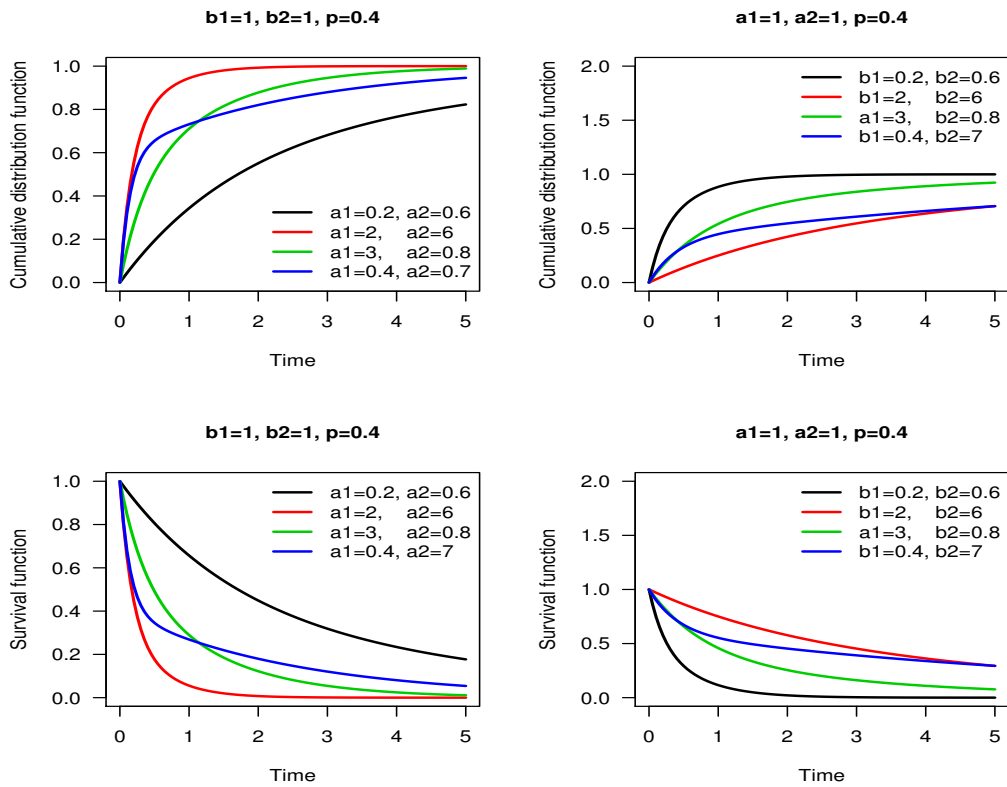 b1=1, b2=1, p=0.4
Cumulative distribution function
1.0
0.8
0.6
0.4
0.2
0.0
a1=0.2, a2=0.6
a1=2, a2=6
a1=3, a2=0.8
a1=0.4, a2=0.7
0 1 2 3 4 5
Time
a1=1, a2=1, p=0.4
Cumulative distribution function
2.0
1.5
1.0
0.5
0.0
b1=0.2, b2=0.6
b1=2, b2=6
a1=3, b2=0.8
b1=0.4, b2=7
0 1 2 3 4 5
Time
b1=1, b2=1, p=0.4
Survival function
1.0
0.8
0.6
0.4
0.2
0.0
a1=0.2, a2=0.6
a1=2, a2=6
a1=3, a2=0.8
a1=0.4, a2=7
0 1 2 3 4 5
Time
a1=1, a2=1, p=0.4
Survival function
2.0
1.5
1.0
0.5
0.0
b1=0.2, b2=0.6
b1=2, b2=6
a1=3, b2=0.8
b1=0.4, b2=7
0 1 2 3 4 5
Time